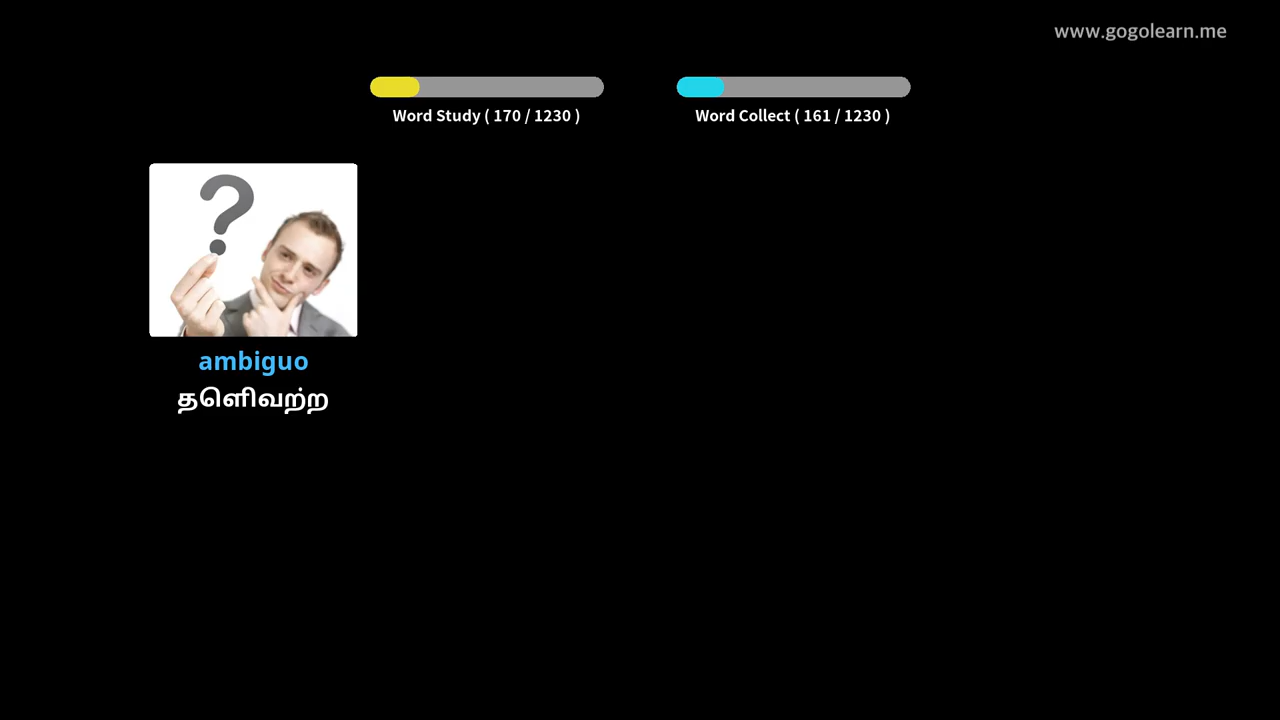 www.gogolearn.me
Word Study ( 170 / 1230 )
Word Collect ( 161 / 1230 )
?
ambiguo
தெளிவற்ற